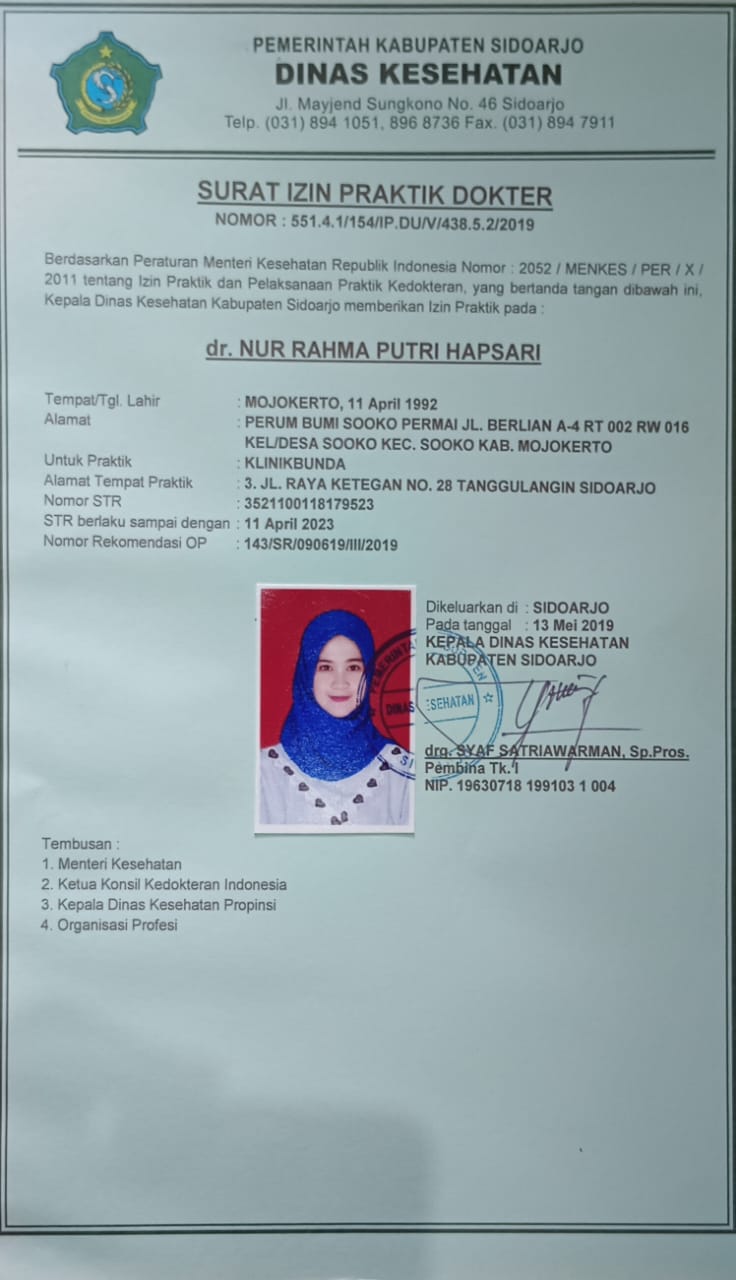 PEMERINTAH KABUPATEN SIDOARJO
DINAS KESEHATAN
Jl. Mayjend Sungkono No. 46 Sidoarjo
Telp. (031) 894 1051, 896 8736 Fax. (031) 894 7911
SURAT IZIN PRAKTIK DOKTER
NOMOR : 551.4.1/154/IP.DU/V/438.5.2/2019
Berdasarkan Peraturan Menteri Kesehatan Republik Indonesia Nomor : 2052 / MENKES / PER / X /
2011 tentang Izin Praktik dan Pelaksanaan Praktik Kedokteran, yang bertanda tangan dibawah ini,
Kepala Dinas Kesehatan Kabupaten Sidoarjo memberikan Izin Praktik pada :
dr. NUR RAHMA PUTRI HAPSARI
Tempat/Tgl. Lahir : MOJOKERTO, 11 April 1992
Alamat : PERUM BUMI SOOKO PERMAI JL. BERLIAN A-4 RT 002 RW 016
KEL/DESA SOOKO KEC. SOOKO KAB. MOJOKERTO
Untuk Praktik : KLINIKBUNDA
Alamat Tempat Praktik : 3. JL. RAYA KETEGAN NO. 28 TANGGULANGIN SIDOARJO
Nomor STR : 3521100118179523
STR berlaku sampai dengan : 11 April 2023
Nomor Rekomendasi OP : 143/SR/090619/III/2019
Dikeluarkan di : SIDOARJO
Pada tanggal : 13 Mei 2019
KEPALA DINAS KESEHATAN
KABUPATEN SIDOARJO
DINAS KESEHATAN
drg. SYAF SATRIAWARMAN, Sp.Pros.
Pembina Tk.I
NIP. 19630718 199103 1 004
Tembusan :
1. Menteri Kesehatan
2. Ketua Konsil Kedokteran Indonesia
3. Kepala Dinas Kesehatan Propinsi
4. Organisasi Profesi